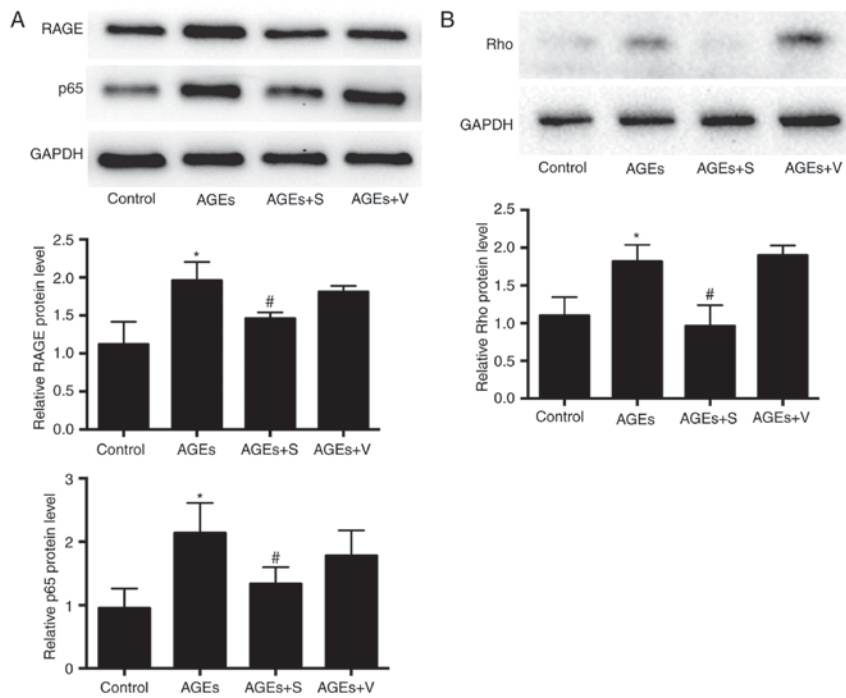 A
RAGE
p65
GAPDH
Control AGEs AGEs+S AGEs+V
2.5
2.0
1.5
1.0
0.5
0.0
Relative RAGE protein level
*
#
Control AGEs AGEs+S AGEs+V
3
2
1
0
Relative p65 protein level
*
#
Control AGEs AGEs+S AGEs+V
B
Rho
GAPDH
Control AGEs AGEs+S AGEs+V
2.5
2.0
1.5
1.0
0.5
0.0
Relative Rho protein level
*
#
Control AGEs AGEs+S AGEs+V